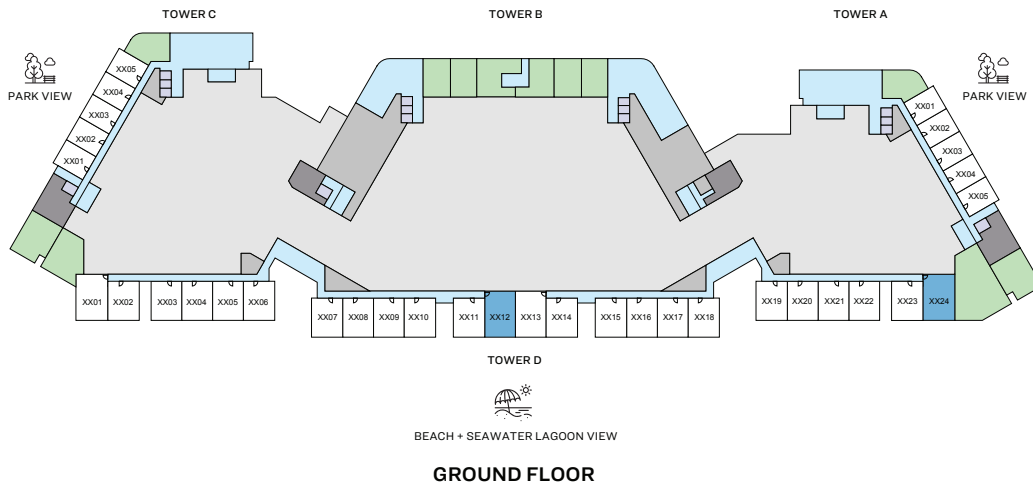 TOWER C
TOWER B
TOWER A
PARK VIEW
PARK VIEW
XX05
XX04
XX03
XX02
XX01
XX01
XX02
XX03
XX04
XX05
XX01
XX02
XX03
XX04
XX05
XX06
XX07
XX08
XX09
XX10
XX11
XX12
XX13
XX14
XX15
XX16
XX17
XX18
XX19
XX20
XX21
XX22
XX23
XX24
TOWER D
BEACH + SEAWATER LAGOON VIEW
GROUND FLOOR